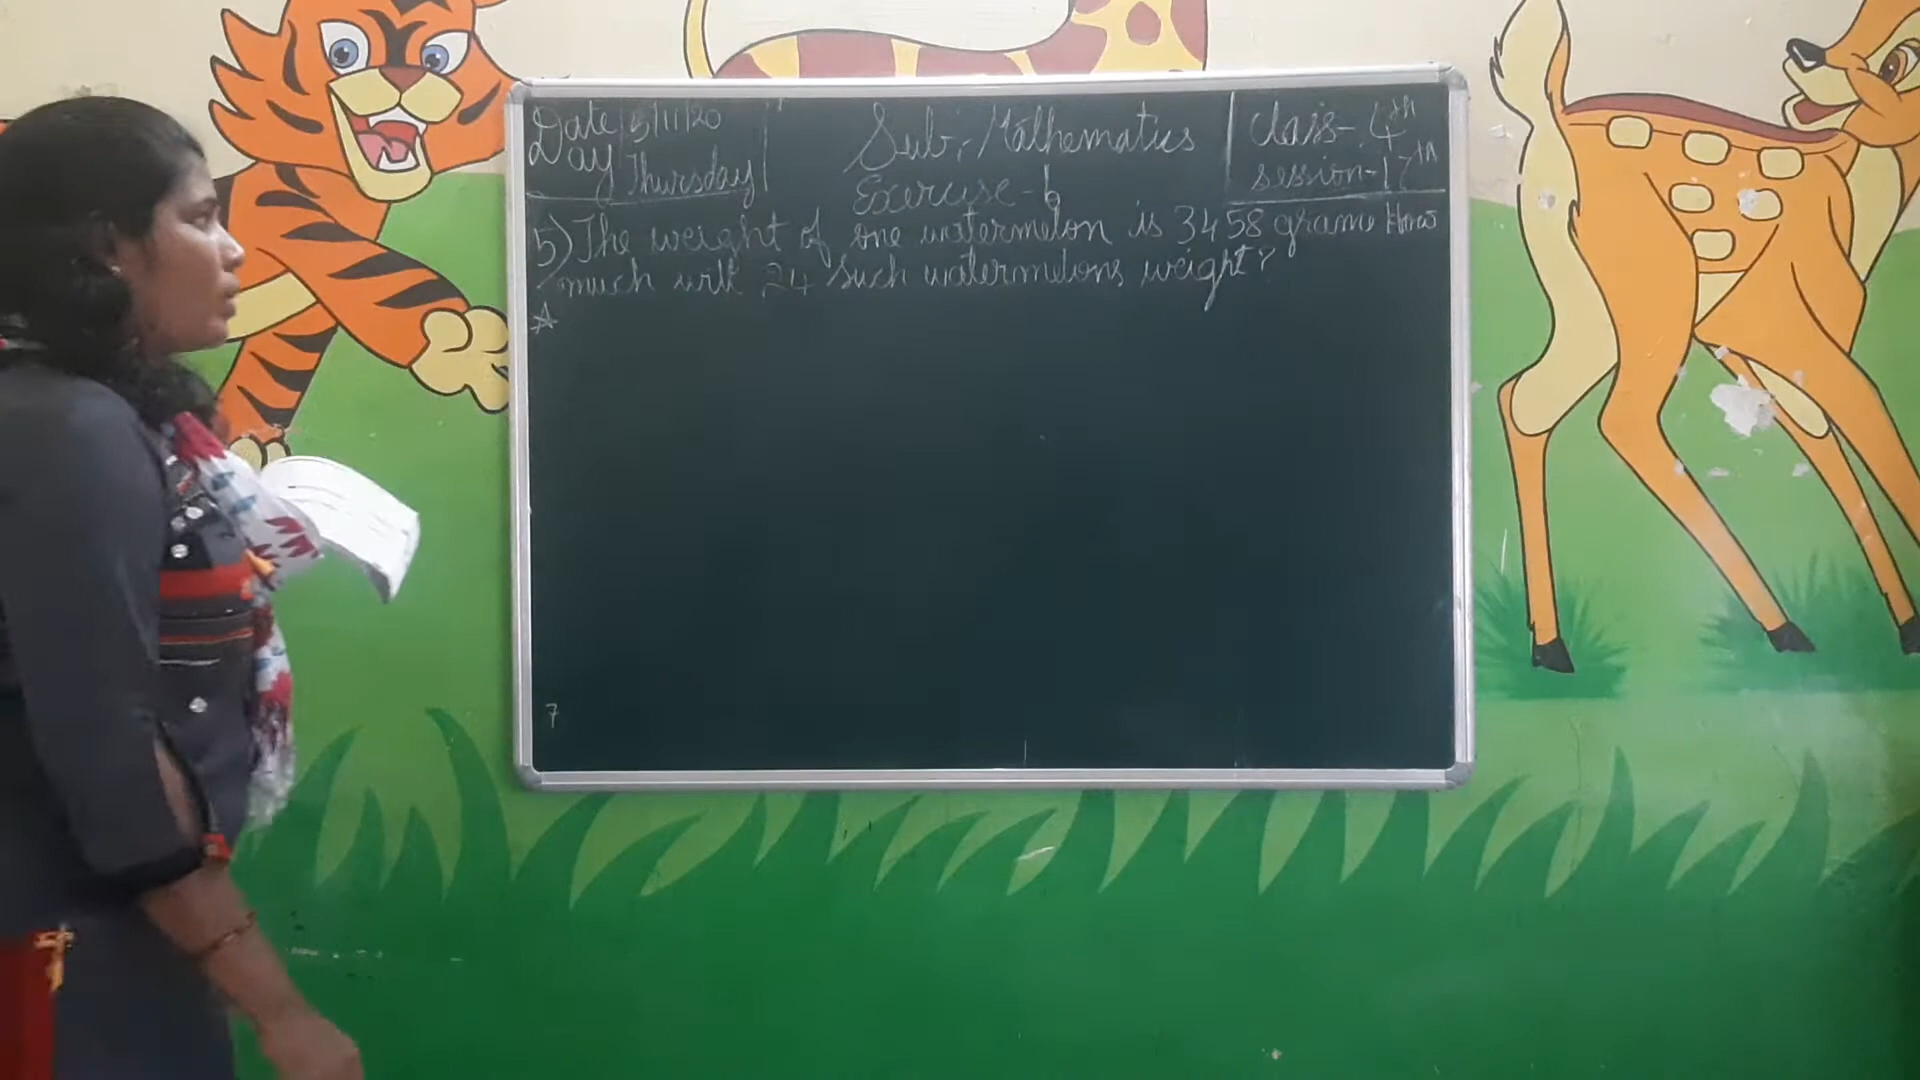 Date 5/11/20
Day Thursday
Sub:- Mathematics
Exercise - 6
Class - 4th
Session - 17th
5) The weight of one watermelon is 3458 grams How
much will 24 such watermelons weight?
A
7